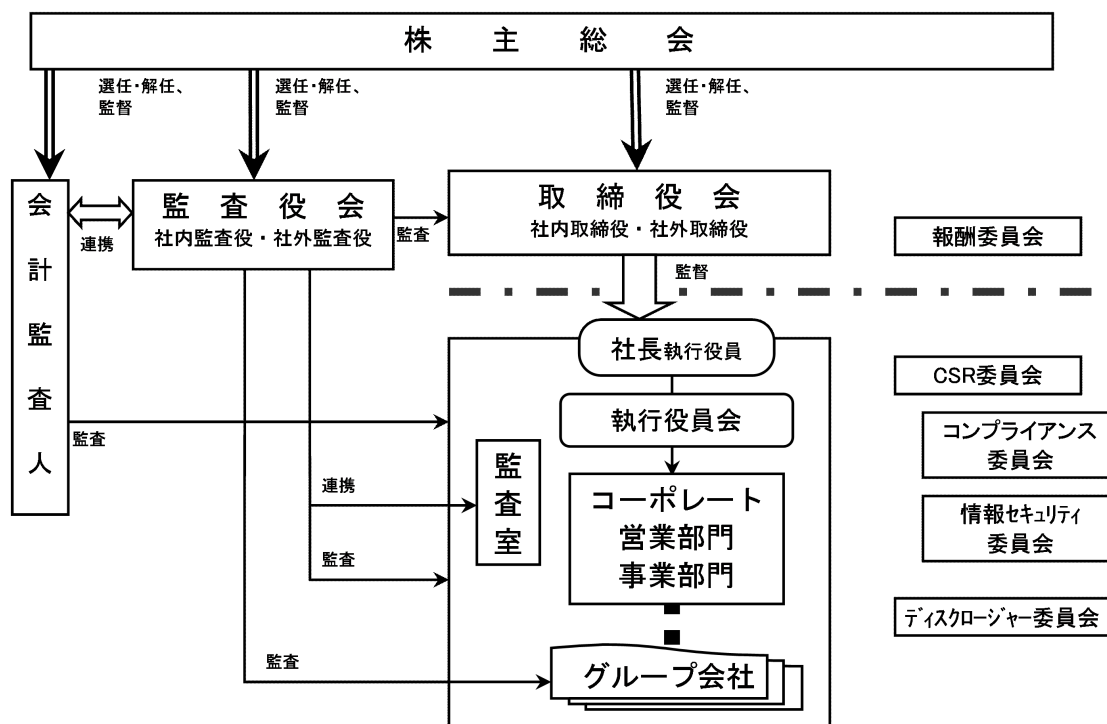 株主総会
選任・解任、
監督
選任・解任、
監督
選任・解任、
監督
会計監査人
連携
監査役会
社内監査役・社外監査役
監査
取締役会
社内取締役・社外取締役
監督
報酬委員会
社長執行役員
執行役員会
監査
監査室
連携
監査
コーポレート
営業部門
事業部門
監査
グループ会社
CSR委員会
コンプライアンス
委員会
情報セキュリティ
委員会
ディスクロージャー委員会